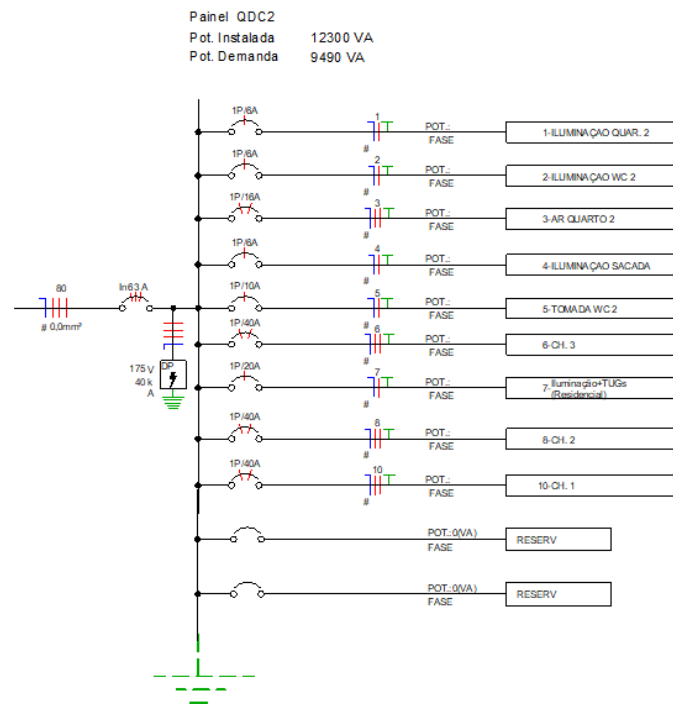 Painel QDC2
Pot. Instalada 12300 VA
Pot. Demanda 9490 VA
1P/6A 1 POT.: 1-ILUMINAÇAO QUAR. 2
# FASE
1P/6A 2 POT.: 2-ILUMINAÇAO WC 2
# FASE
1P/16A 3 POT.: 3-AR QUARTO 2
# FASE
1P/6A 4 POT.: 4-ILUMINAÇAO SACADA
# FASE
80 In63 A 1P/10A 5 POT.: 5-TOMADA WC 2
# 0,0mm² # FASE
1P/40A 6 POT.: 6-CH. 3
# FASE
175 V DP
40 k
A
1P/20A 7 POT.: 7-Iluminação+TUGs
(Residencial)
# FASE
1P/40A 8 POT.: 8-CH. 2
# FASE
1P/40A 10 POT.: 10-CH. 1
# FASE
POT.:0(VA) RESERV
FASE
POT.:0(VA) RESERV
FASE